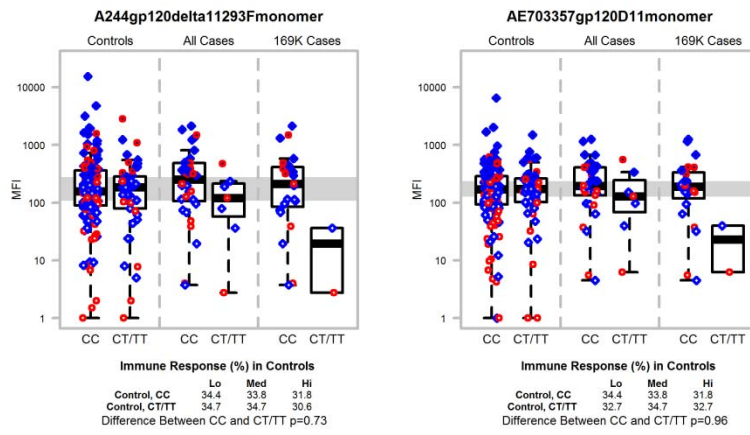 A244gp120delta11293Fmonomer
Controls All Cases 169K Cases
10000
1000
MFI
100
10
1
CC CT/TT CC CT/TT CC CT/TT
Immune Response (%) in Controls
Lo Med Hi
Control, CC 34.4 33.8 31.8
Control, CT/TT 34.7 34.7 30.6
Difference Between CC and CT/TT p=0.73
AE703357gp120D11monomer
Controls All Cases 169K Cases
10000
1000
MFI
100
10
1
CC CT/TT CC CT/TT CC CT/TT
Immune Response (%) in Controls
Lo Med Hi
Control, CC 34.4 33.8 31.8
Control, CT/TT 32.7 34.7 32.7
Difference Between CC and CT/TT p=0.96